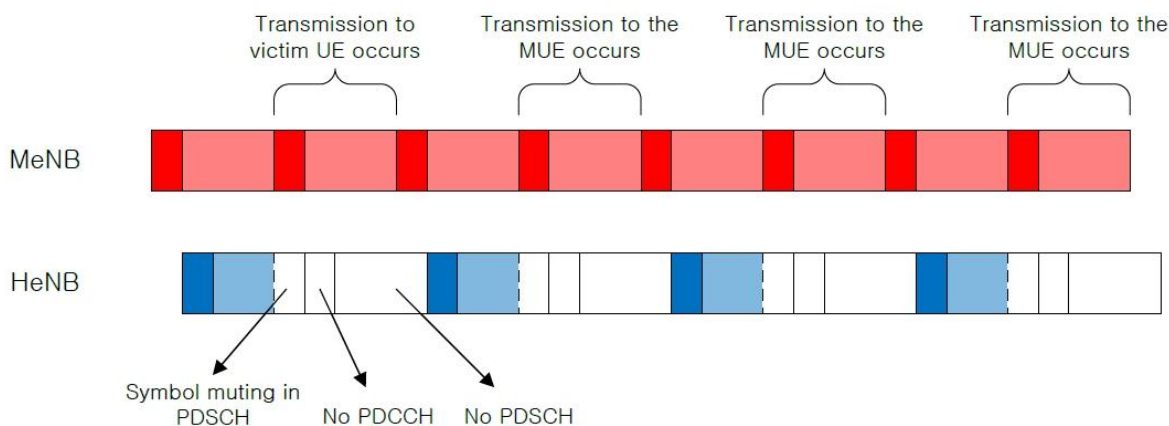 Transmission to
victim UE occurs
Transmission to the
MUE occurs
Transmission to the
MUE occurs
Transmission to the
MUE occurs
MeNB
HeNB
Symbol muting in
PDSCH
No PDCCH
No PDSCH